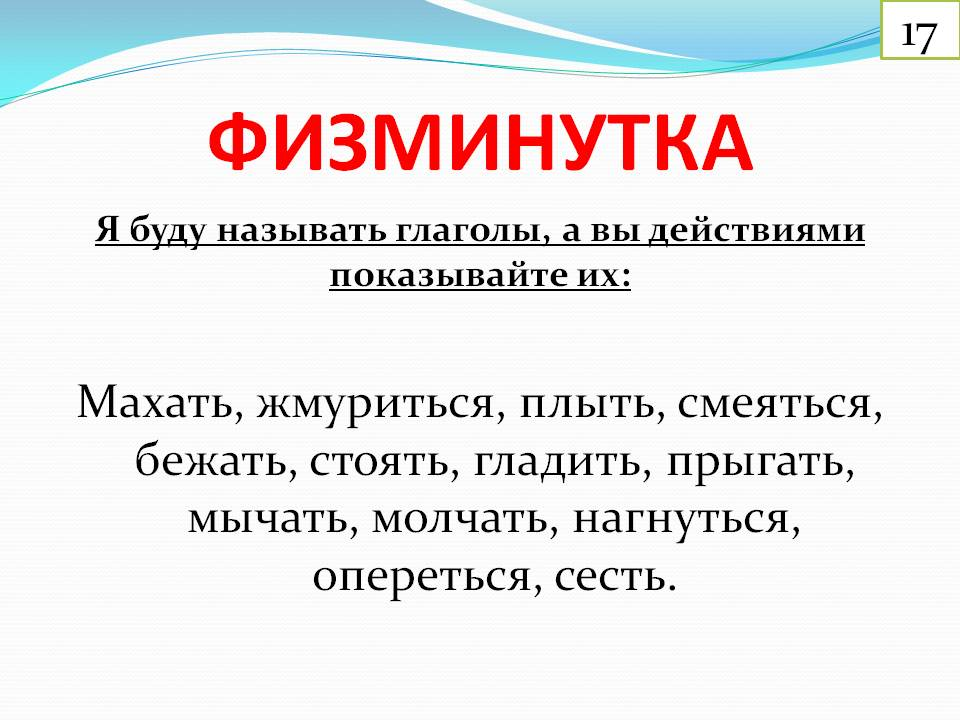 17
ФИЗМИНУТКА
Я буду называть глаголы, а вы действиями
показывайте их:
Махать, жмуриться, плыть, смеяться,
бежать, стоять, гладить, прыгать,
мычать, молчать, нагнуться,
опереться, сесть.